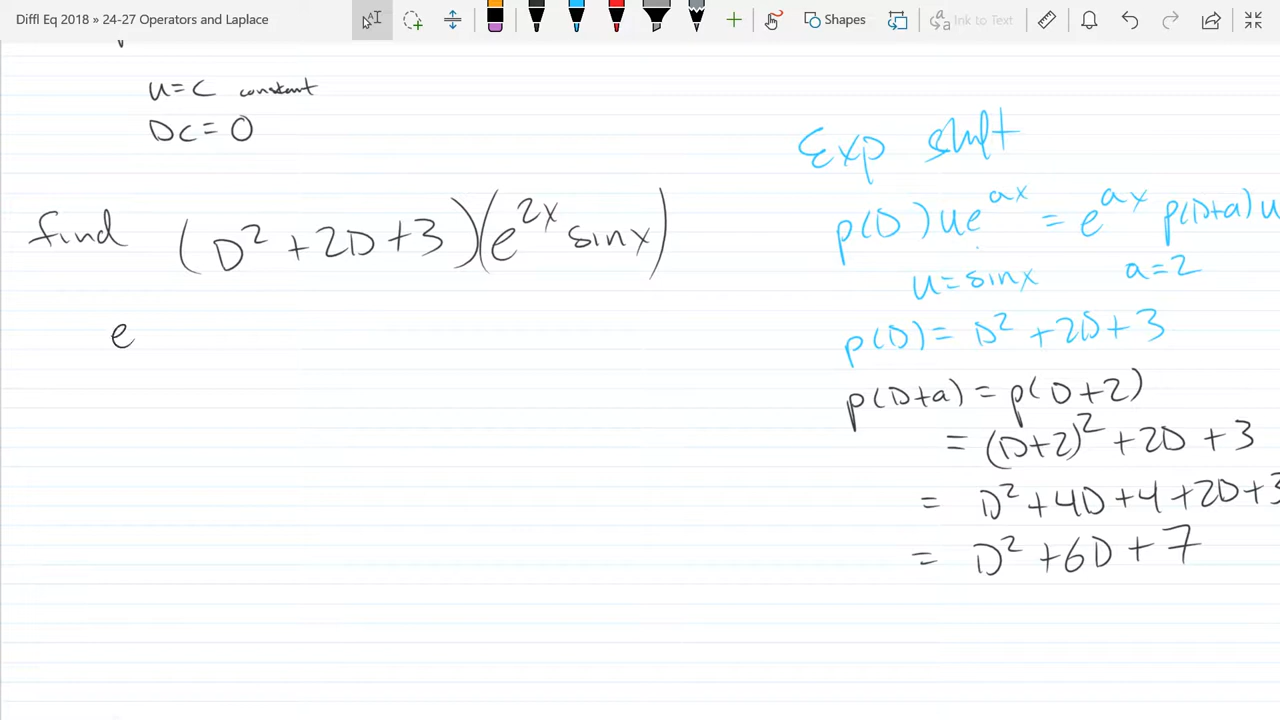 Diffl Eq 2018 » 24-27 Operators and Laplace
Shapes
Ink to Text
u = c constant
Dc = 0
find (D² + 2D + 3)(e^{2x} sinx)
e
Exp shift
p(D) u e^{ax} = e^{ax} p(D+a) u
u = sinx a = 2
p(D) = D² + 2D + 3
p(D+a) = p(D+2)
= (D+2)² + 2D + 3
= D² + 4D + 4 + 2D + 3
= D² + 6D + 7